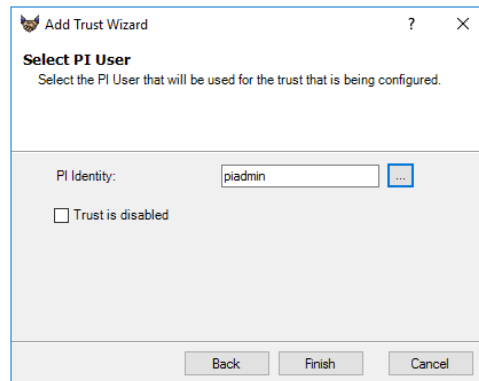 Add Trust Wizard
?
Select PI User
Select the PI User that will be used for the trust that is being configured.
PI Identity:
piadmin
...
Trust is disabled
Back
Finish
Cancel